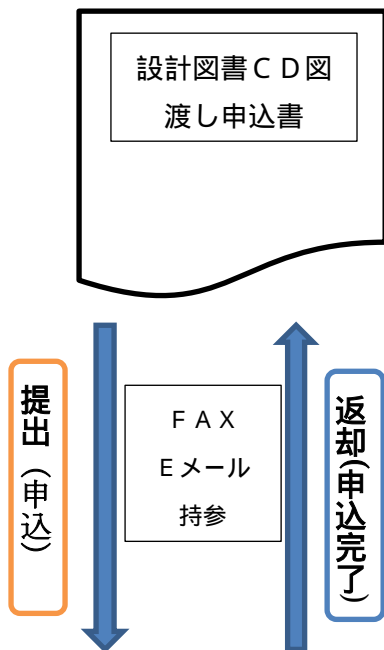 設計図書ＣＤ図
渡し申込書
提出（申込）
ＦＡＸ
Ｅメール
持参
返却(申込完了)